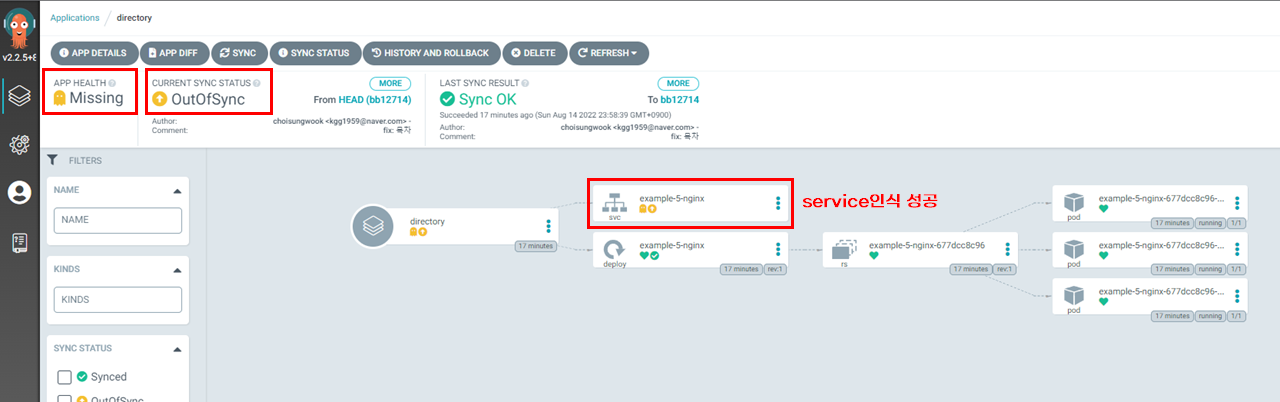 Applications / directory
v2.2.5+8
APP DETAILS
APP DIFF
SYNC
SYNC STATUS
HISTORY AND ROLLBACK
DELETE
REFRESH
APP HEALTH
Missing
CURRENT SYNC STATUS
MORE
OutOfSync
From HEAD (bb12714)
Author: choisungwook <kgg1959@naver.com> -
Comment: fix: 목차
LAST SYNC RESULT
MORE
Sync OK
To bb12714
Succeeded 17 minutes ago (Sun Aug 14 2022 23:58:39 GMT+0900)
Author: choisungwook <kgg1959@naver.com> -
Comment: fix: 목차
FILTERS
NAME
NAME
KINDS
KINDS
SYNC STATUS
Synced
OutOfSync
directory
17 minutes
example-5-nginx
svc
service인식 성공
example-5-nginx
deploy
17 minutes
rev:1
example-5-nginx-677dcc8c96
rs
17 minutes
rev:1
example-5-nginx-677dcc8c96-...
pod
17 minutes
running
1/1
example-5-nginx-677dcc8c96-...
pod
17 minutes
running
1/1
example-5-nginx-677dcc8c96-...
pod
17 minutes
running
1/1